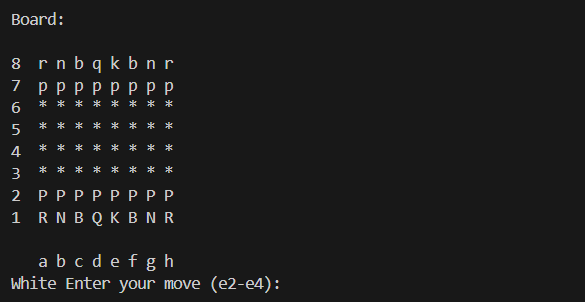 Board:
8 r n b q k b n r
7 p p p p p p p p
6 * * * * * * * *
5 * * * * * * * *
4 * * * * * * * *
3 * * * * * * * *
2 P P P P P P P P
1 R N B Q K B N R
a b c d e f g h
White Enter your move (e2-e4):